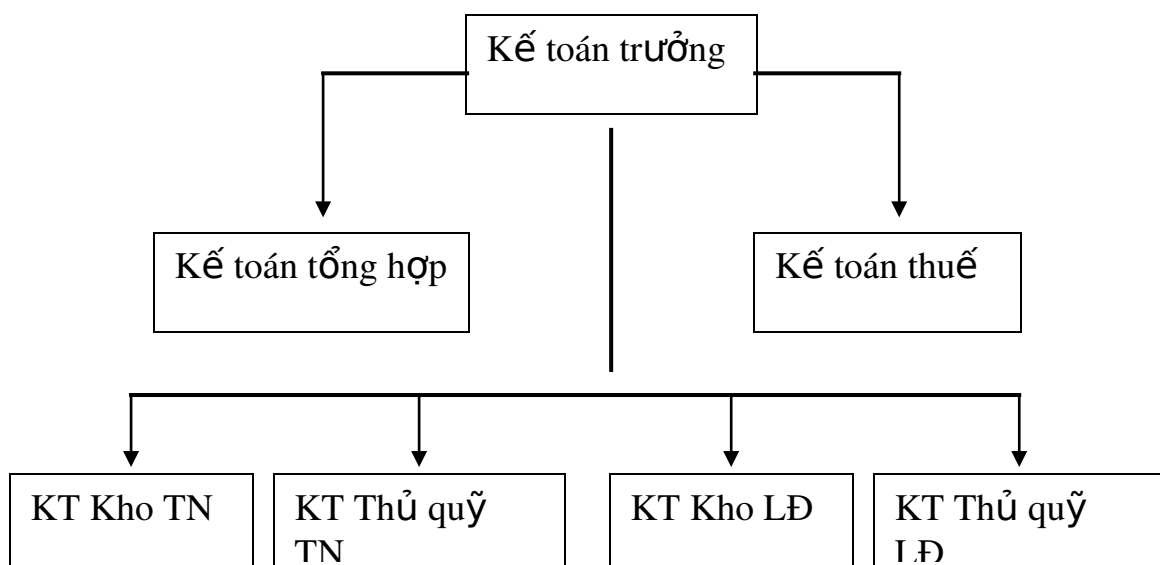 Kế toán trưởng
Kế toán tổng hợp
Kế toán thuế
KT Kho TN
KT Thủ quỹ
TN
KT Kho LĐ
KT Thủ quỹ
LĐ